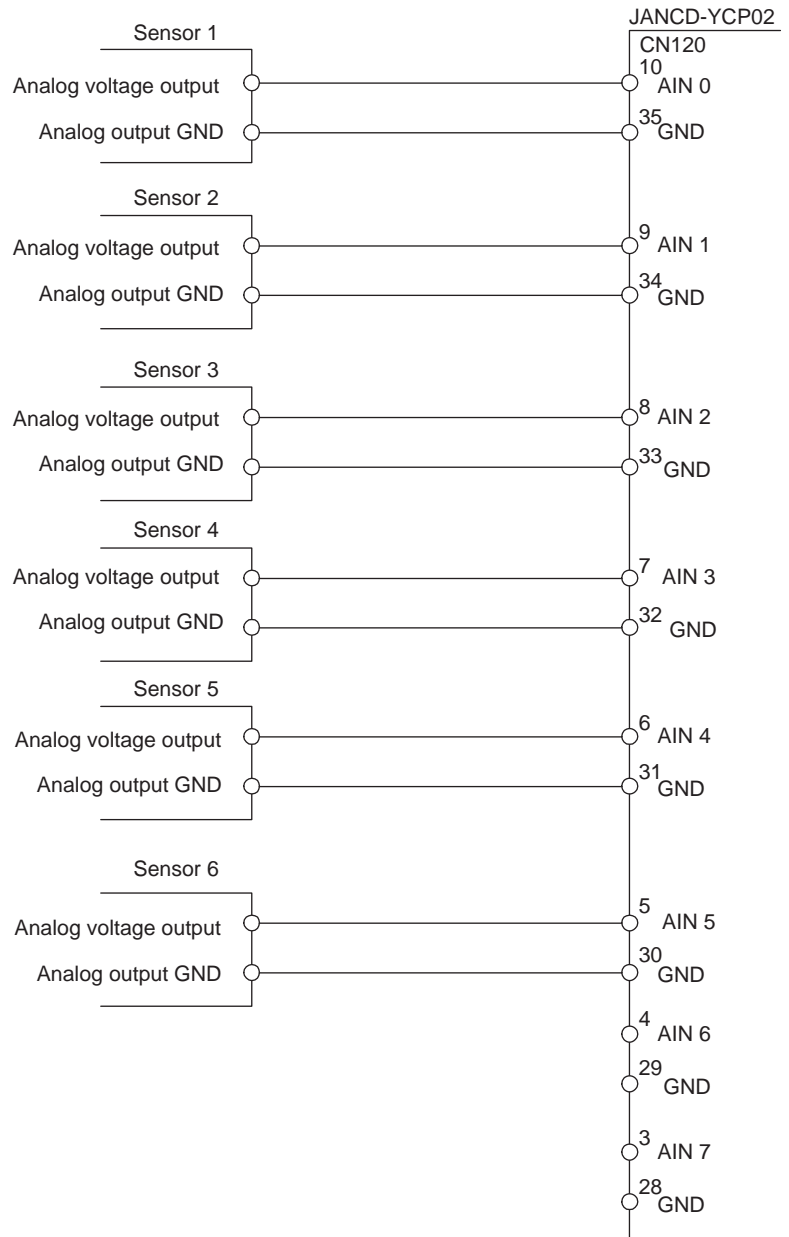 JANCD-YCP02
Sensor 1
CN120
10
Analog voltage output
AIN 0
35
Analog output GND
GND
Sensor 2
9
Analog voltage output
AIN 1
34
Analog output GND
GND
Sensor 3
8
Analog voltage output
AIN 2
33
Analog output GND
GND
Sensor 4
7
Analog voltage output
AIN 3
32
Analog output GND
GND
Sensor 5
6
Analog voltage output
AIN 4
31
Analog output GND
GND
Sensor 6
5
Analog voltage output
AIN 5
30
Analog output GND
GND
4
AIN 6
29
GND
3
AIN 7
28
GND